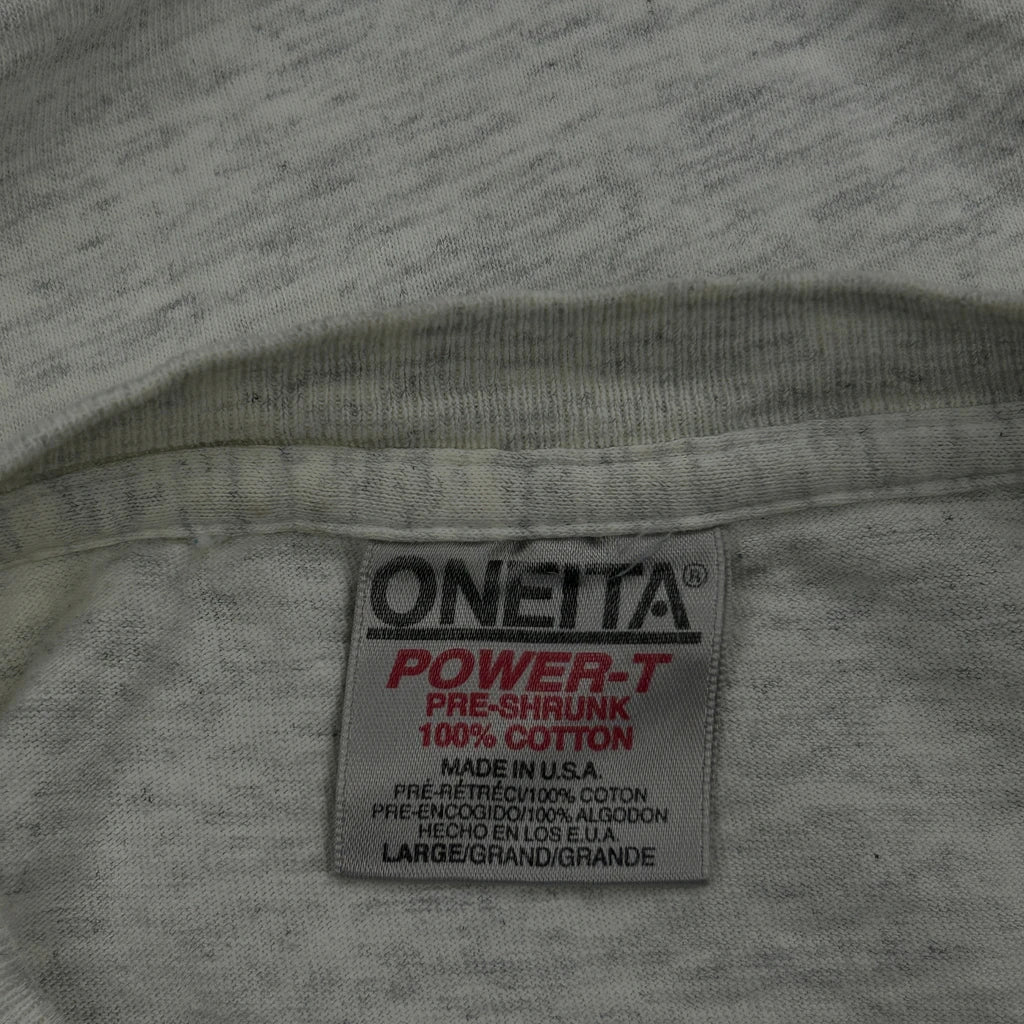 ONEITA®
POWER-T
PRE-SHRUNK
100% COTTON
MADE IN U.S.A.
PRÉ-RÉTRÉCI/100% COTON
PRE-ENCOGIDO/100% ALGODON
HECHO EN LOS E.U.A.
LARGE/GRAND/GRANDE